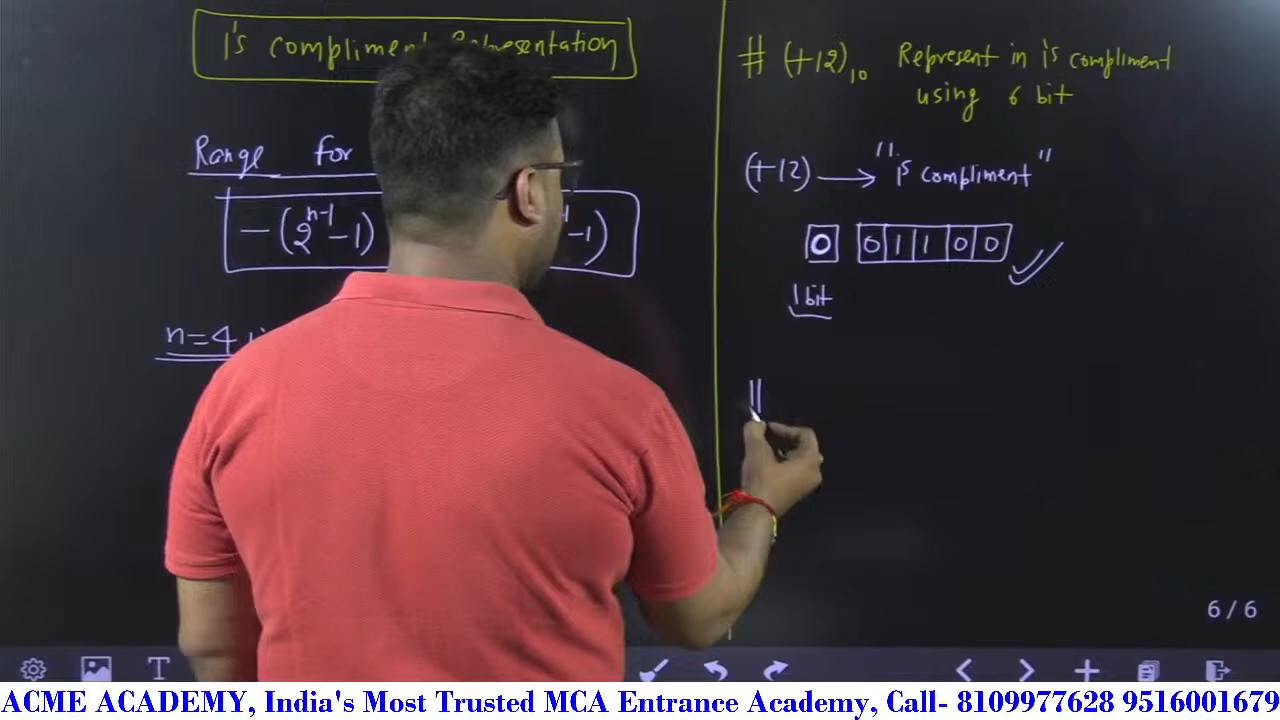 1's compliment Representation
Range for
-(2^n-1 -1) -1)
n=4
# (+12)10 Represent in 1's compliment
using 6 bit
(+12) → "1's compliment"
0 0 1 1 0 0
1 bit
6 / 6
T
ACME ACADEMY, India's Most Trusted MCA Entrance Academy, Call- 8109977628 9516001679